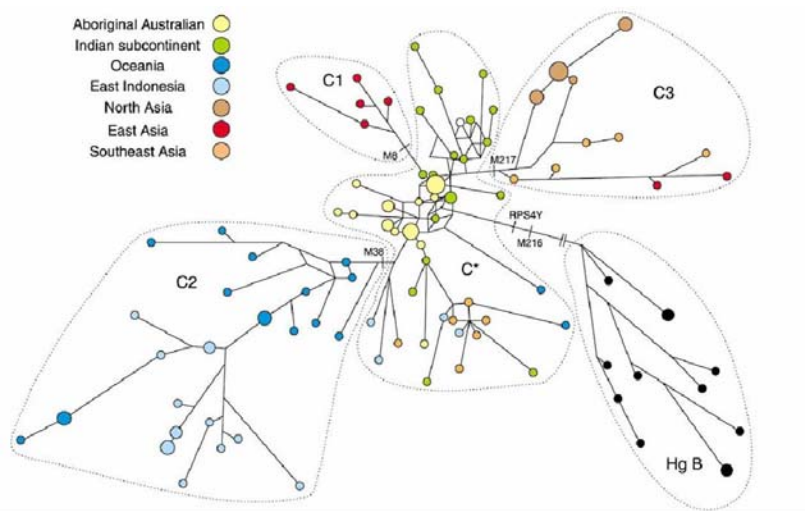 Aboriginal Australian
Indian subcontinent
Oceania
East Indonesia
North Asia
East Asia
Southeast Asia
C1
C3
M8
M217
RPS4Y
M216
M38
C2
C*
Hg B